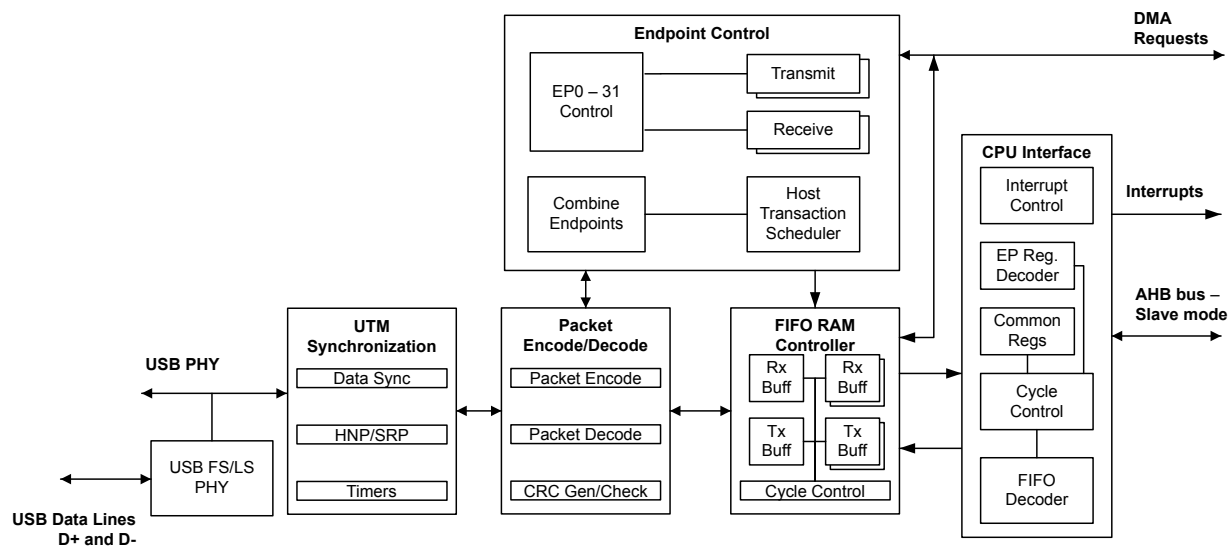 Endpoint Control
EP0 – 31
Control
Transmit
Receive
Combine
Endpoints
Host
Transaction
Scheduler
DMA
Requests
CPU Interface
Interrupt
Control
EP Reg.
Decoder
Common
Regs
Cycle
Control
FIFO
Decoder
Interrupts
AHB bus –
Slave mode
UTM
Synchronization
Data Sync
HNP/SRP
Timers
Packet
Encode/Decode
Packet Encode
Packet Decode
CRC Gen/Check
FIFO RAM
Controller
Rx
Buff
Rx
Buff
Tx
Buff
Tx
Buff
Cycle Control
USB PHY
USB FS/LS
PHY
USB Data Lines
D+ and D-